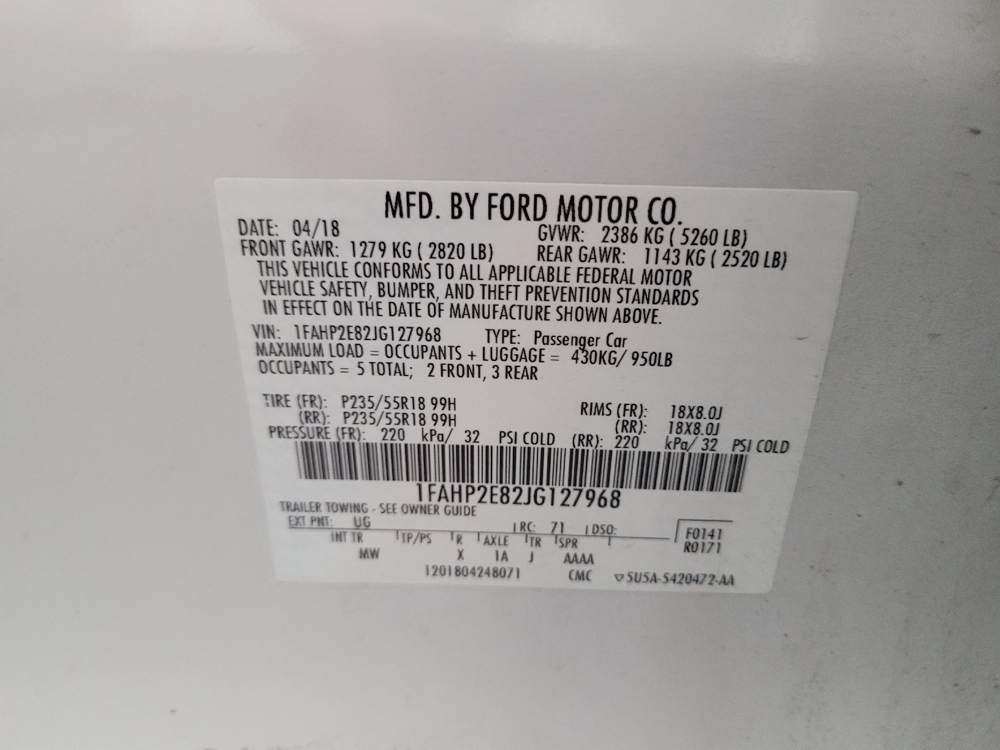 MFD. BY FORD MOTOR CO.
DATE: 04/18 GVWR: 2386 KG ( 5260 LB)
FRONT GAWR: 1279 KG ( 2820 LB) REAR GAWR: 1143 KG ( 2520 LB)
THIS VEHICLE CONFORMS TO ALL APPLICABLE FEDERAL MOTOR
VEHICLE SAFETY, BUMPER, AND THEFT PREVENTION STANDARDS
IN EFFECT ON THE DATE OF MANUFACTURE SHOWN ABOVE.
VIN: 1FAHP2E82JG127968 TYPE: Passenger Car
MAXIMUM LOAD = OCCUPANTS + LUGGAGE = 430KG/ 950LB
OCCUPANTS = 5 TOTAL; 2 FRONT, 3 REAR
TIRE (FR): P235/55R18 99H RIMS (FR): 18X8.0J
(RR): P235/55R18 99H (RR): 18X8.0J
PRESSURE (FR): 220 kPa/ 32 PSI COLD (RR): 220 kPa/ 32 PSI COLD
1FAHP2E82JG127968
TRAILER TOWING - SEE OWNER GUIDE
EXT PNT: UG RC: 71 DSO: F0141
INT TR TP/PS R AXLE TR SPR R0171
MW X 1A J AAAA
1201804248071 CMC ▽5U5A-5420472-AA